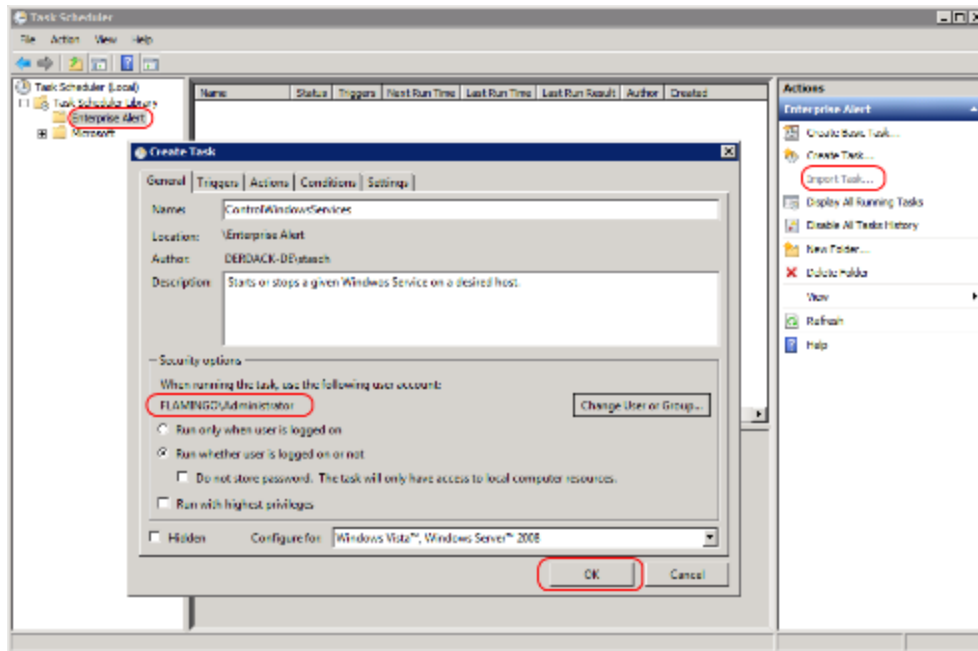 Task Scheduler
File Action View Help
Task Scheduler (Local)
Task Scheduler Library
Enterprise Alert
Microsoft
Name Status Triggers Next Run Time Last Run Time Last Run Result Author Created
Actions
Enterprise Alert
Create Basic Task...
Create Task...
Import Task...
Display All Running Tasks
Disable All Tasks History
New Folder...
Delete Folder
View
Refresh
Help
Create Task
General Triggers Actions Conditions Settings
Name: ControlWindowsServices
Location: \Enterprise Alert
Author: DERDACK-DE\stasch
Description: Starts or stops a given Windwos Service on a desired host.
Security options
When running the task, use the following user account:
FLAMINGO\Administrator
Change User or Group...
Run only when user is logged on
Run whether user is logged on or not
Do not store password. The task will only have access to local computer resources.
Run with highest privileges
Hidden Configure for: Windows Vista™, Windows Server™ 2008
OK Cancel